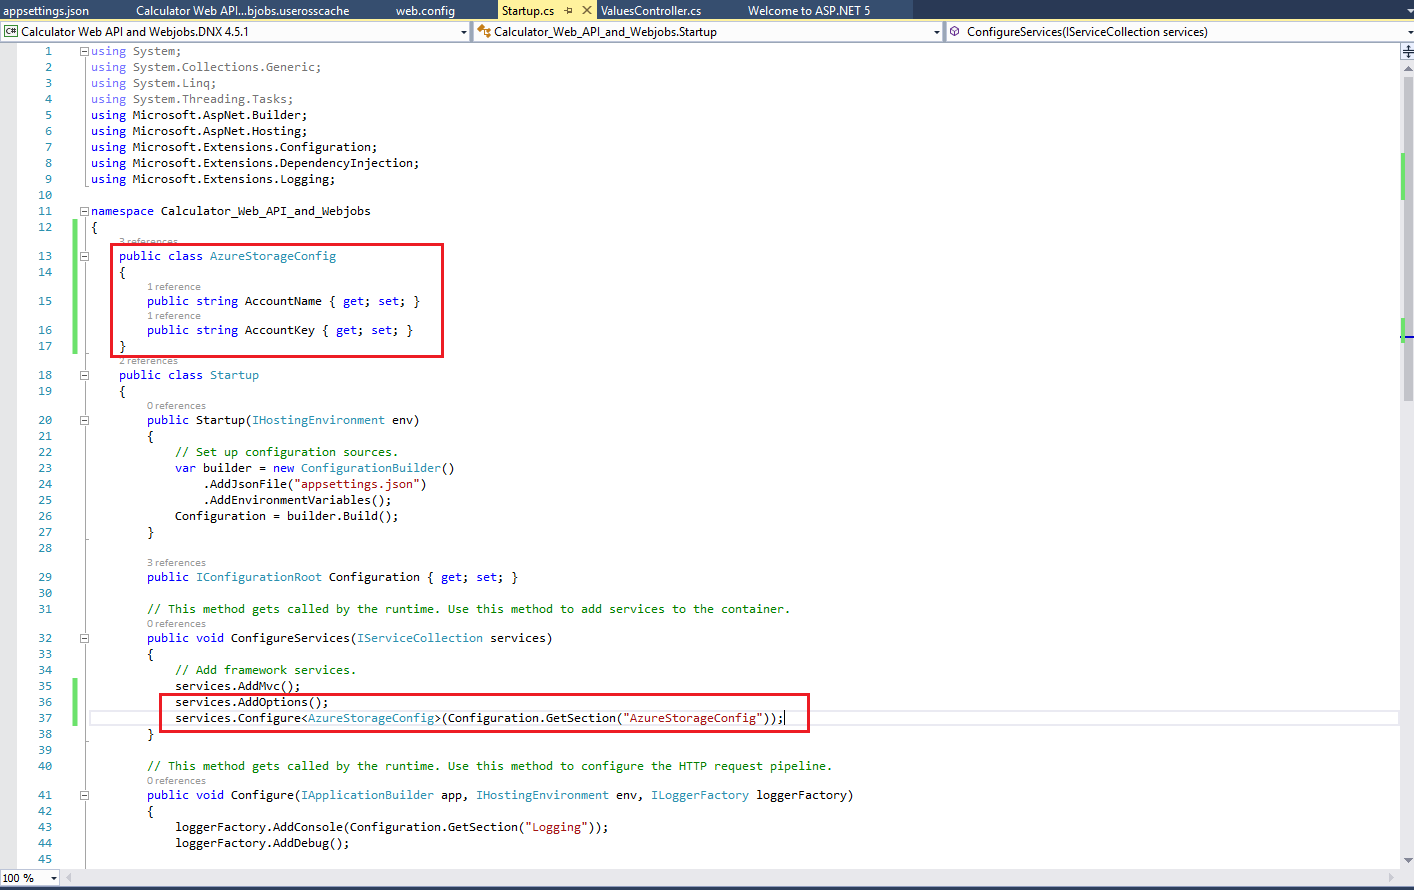 appsettings.json Calculator Web API...bjobs.userosscache web.config Startup.cs ValuesController.cs Welcome to ASP.NET 5
C# Calculator Web API and Webjobs.DNX 4.5.1 Calculator_Web_API_and_Webjobs.Startup ConfigureServices(IServiceCollection services)
1 using System;
2 using System.Collections.Generic;
3 using System.Linq;
4 using System.Threading.Tasks;
5 using Microsoft.AspNet.Builder;
6 using Microsoft.AspNet.Hosting;
7 using Microsoft.Extensions.Configuration;
8 using Microsoft.Extensions.DependencyInjection;
9 using Microsoft.Extensions.Logging;
10
11 namespace Calculator_Web_API_and_Webjobs
12 {
3 references
13 public class AzureStorageConfig
14 {
1 reference
15 public string AccountName { get; set; }
1 reference
16 public string AccountKey { get; set; }
17 }
2 references
18 public class Startup
19 {
0 references
20 public Startup(IHostingEnvironment env)
21 {
22 // Set up configuration sources.
23 var builder = new ConfigurationBuilder()
24 .AddJsonFile("appsettings.json")
25 .AddEnvironmentVariables();
26 Configuration = builder.Build();
27 }
28
3 references
29 public IConfigurationRoot Configuration { get; set; }
30
31 // This method gets called by the runtime. Use this method to add services to the container.
0 references
32 public void ConfigureServices(IServiceCollection services)
33 {
34 // Add framework services.
35 services.AddMvc();
36 services.AddOptions();
37 services.Configure<AzureStorageConfig>(Configuration.GetSection("AzureStorageConfig"));
38 }
39
40 // This method gets called by the runtime. Use this method to configure the HTTP request pipeline.
0 references
41 public void Configure(IApplicationBuilder app, IHostingEnvironment env, ILoggerFactory loggerFactory)
42 {
43 loggerFactory.AddConsole(Configuration.GetSection("Logging"));
44 loggerFactory.AddDebug();
45
100 %